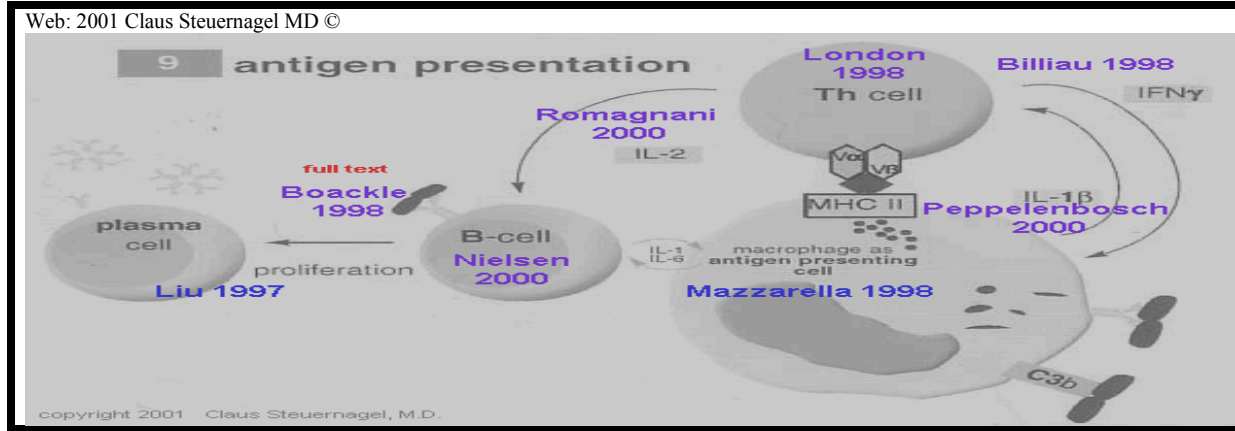 Web: 2001 Claus Steuernagel MD ©
9 antigen presentation
London
1998
Th cell
Billiau 1998
IFNγ
Romagnani
2000
IL-2
full text
Boackle
1998
Vα
Vβ
MHC II
IL-1β
Peppelenbosch
2000
plasma
cell
B-cell
Nielsen
2000
IL-1
IL-6
macrophage as
antigen presenting
cell
proliferation
Liu 1997
Mazzarella 1998
C3b
copyright 2001 Claus Steuernagel, M.D.